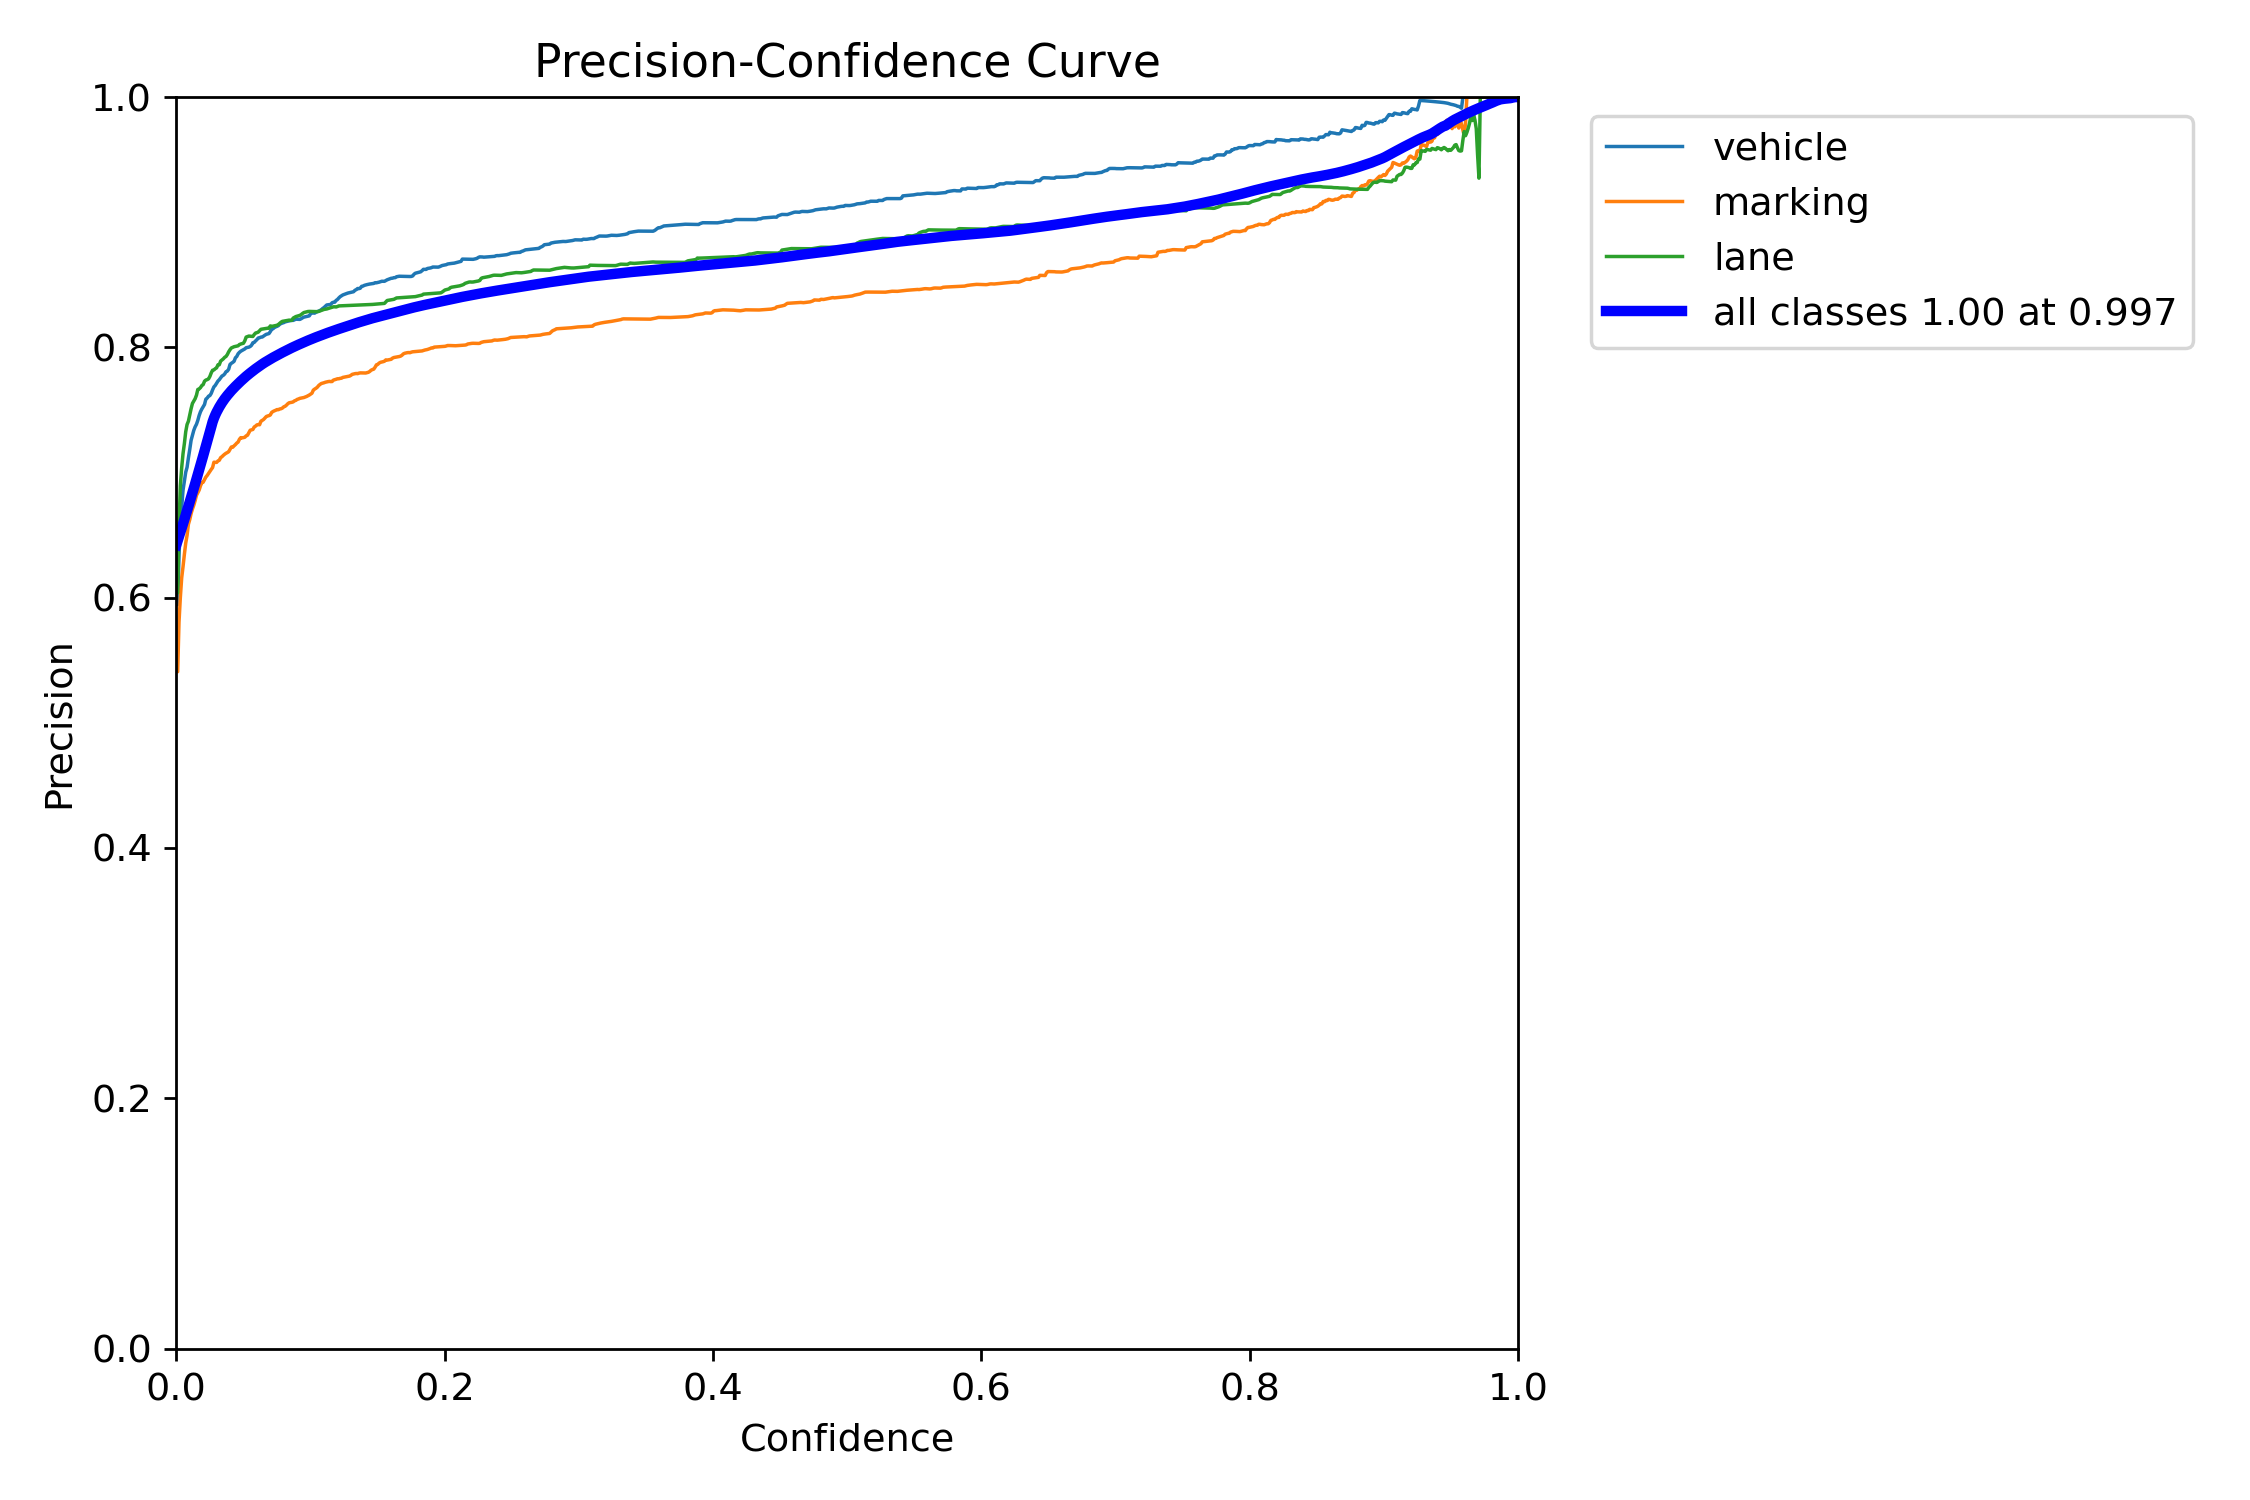 Precision-Confidence Curve
1.0
0.8
0.6
0.4
0.2
0.0
Precision
0.0 0.2 0.4 0.6 0.8 1.0
Confidence
vehicle
marking
lane
all classes 1.00 at 0.997